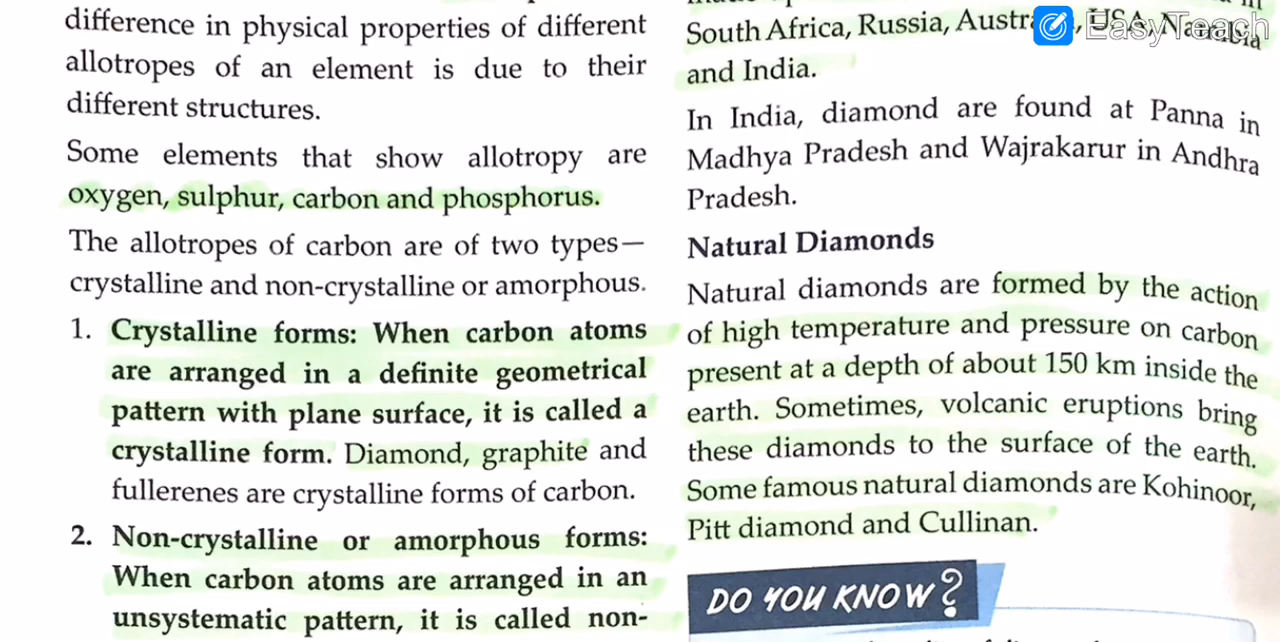 difference in physical properties of different
allotropes of an element is due to their
different structures.
Some elements that show allotropy are
oxygen, sulphur, carbon and phosphorus.
The allotropes of carbon are of two types—
crystalline and non-crystalline or amorphous.
1. Crystalline forms: When carbon atoms
are arranged in a definite geometrical
pattern with plane surface, it is called a
crystalline form. Diamond, graphite and
fullerenes are crystalline forms of carbon.
2. Non-crystalline or amorphous forms:
When carbon atoms are arranged in an
unsystematic pattern, it is called non-
South Africa, Russia, USA, Namibia
and India.
In India, diamond are found at Panna in
Madhya Pradesh and Wajrakarur in Andhra
Pradesh.
Natural Diamonds
Natural diamonds are formed by the action
of high temperature and pressure on carbon
present at a depth of about 150 km inside the
earth. Sometimes, volcanic eruptions bring
these diamonds to the surface of the earth.
Some famous natural diamonds are Kohinoor,
Pitt diamond and Cullinan.
DO YOU KNOW?
EasyTeach